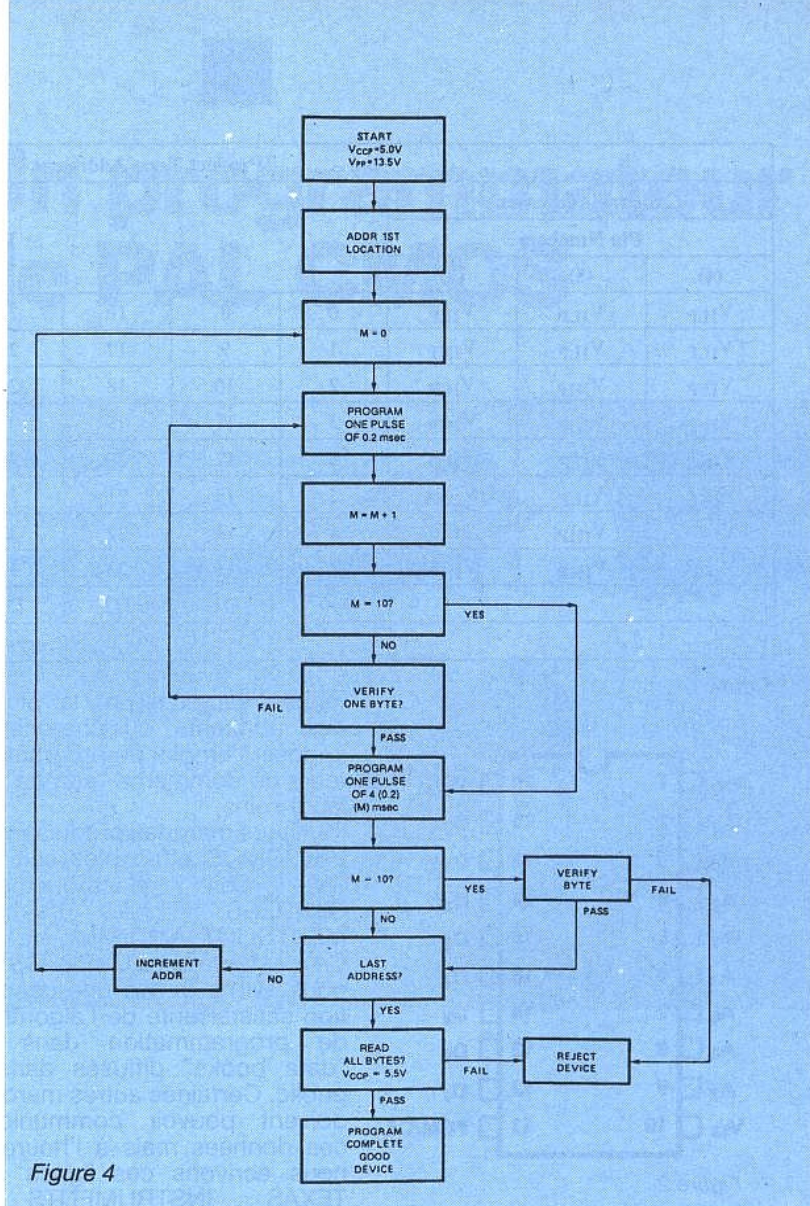 START
VCCP=5.0V
VPP=13.5V
ADDR 1ST
LOCATION
M = 0
PROGRAM
ONE PULSE
OF 0.2 msec
M = M + 1
M = 10?
YES
NO
VERIFY
ONE BYTE?
FAIL
PASS
PROGRAM
ONE PULSE
OF 4 (0.2)
(M) msec
M – 10?
YES
VERIFY
BYTE
FAIL
NO
PASS
INCREMENT
ADDR
NO
LAST
ADDRESS?
YES
READ
ALL BYTES?
VCCP = 5.5V
FAIL
REJECT
DEVICE
PASS
PROGRAM
COMPLETE
GOOD
DEVICE
Figure 4